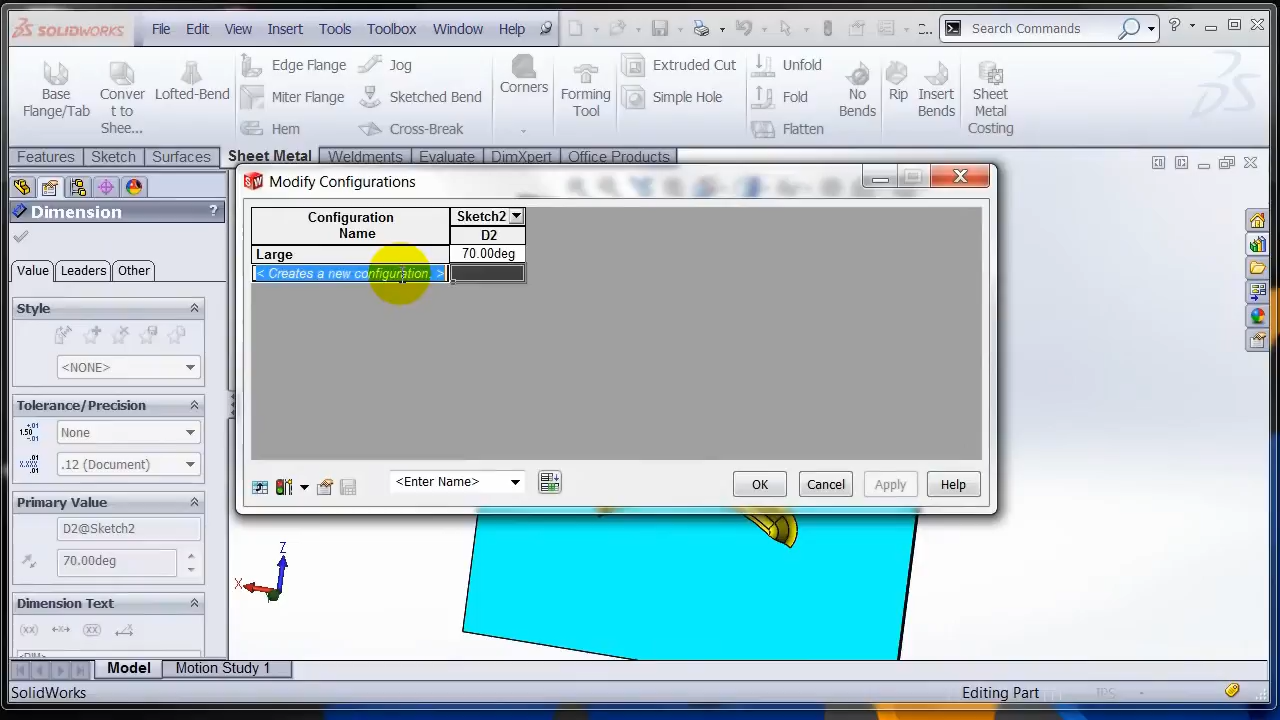 SOLIDWORKS File Edit View Insert Tools Toolbox Window Help Search Commands
Base Flange/Tab
Conver t to Shee...
Lofted-Bend
Edge Flange
Miter Flange
Hem
Jog
Sketched Bend
Cross-Break
Corners
Forming Tool
Extruded Cut
Simple Hole
Unfold
Fold
Flatten
No Bends
Rip
Insert Bends
Sheet Metal Costing
Features Sketch Surfaces Sheet Metal Weldments Evaluate DimXpert Office Products
Dimension ?
Value Leaders Other
Style
<NONE>
Tolerance/Precision
None
.12 (Document)
Primary Value
D2@Sketch2
70.00deg
Dimension Text
Modify Configurations
Configuration Name
Sketch2
D2
Large 70.00deg
< Creates a new configuration. >
<Enter Name>
OK Cancel Apply Help
Z
X
Model Motion Study 1
SolidWorks Editing Part